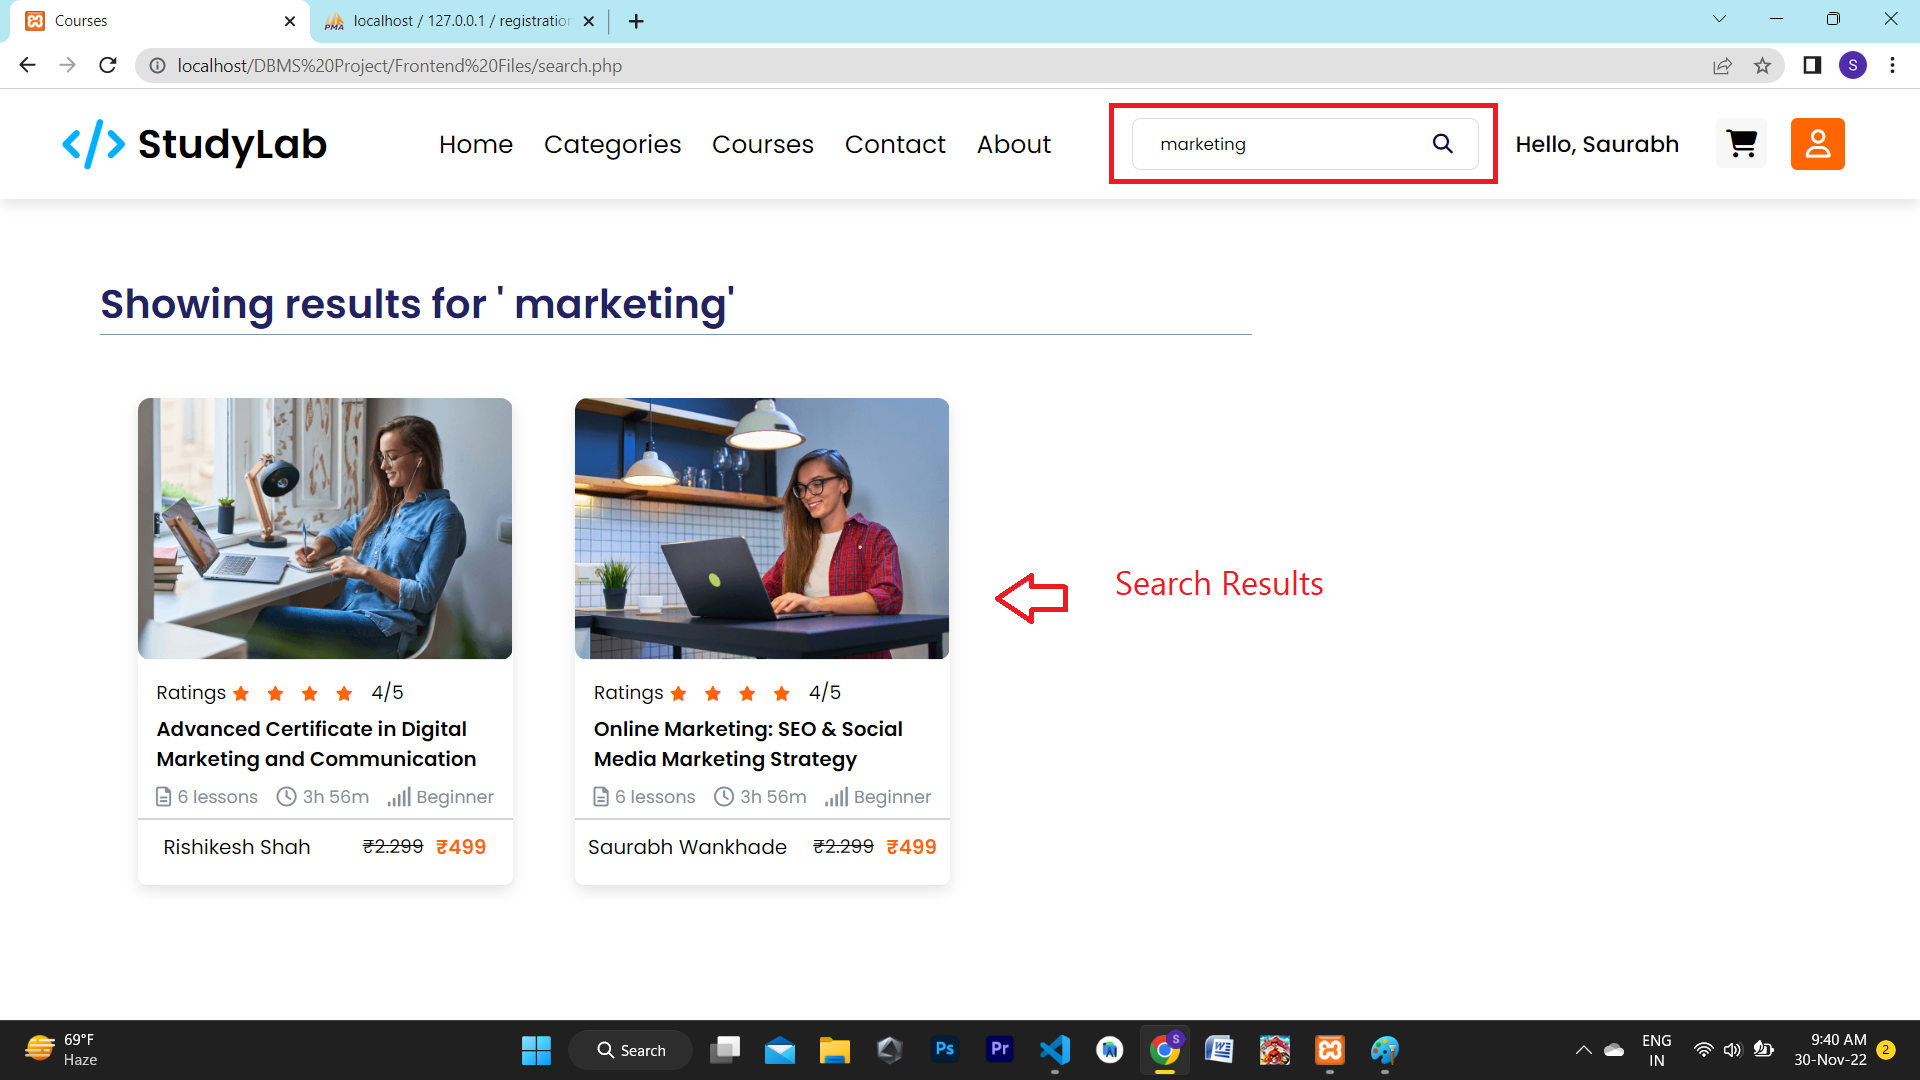 Courses
localhost / 127.0.0.1 / registration
localhost/DBMS%20Project/Frontend%20Files/search.php
S
</> StudyLab
Home Categories Courses Contact About
marketing
Hello, Saurabh
Showing results for ' marketing'
Ratings 4/5
Advanced Certificate in Digital
Marketing and Communication
6 lessons 3h 56m Beginner
Rishikesh Shah ₹2.299 ₹499
Ratings 4/5
Online Marketing: SEO & Social
Media Marketing Strategy
6 lessons 3h 56m Beginner
Saurabh Wankhade ₹2.299 ₹499
Search Results
69°F
Haze
Search
Ps
Pr
S
ENG
IN
9:40 AM
30-Nov-22
2